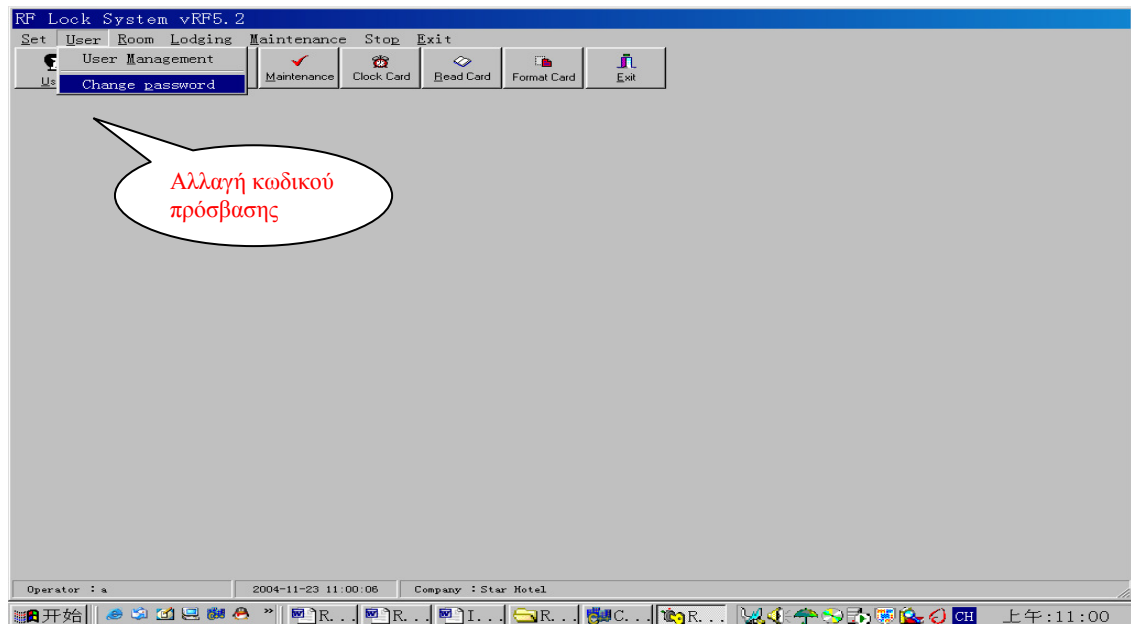 RF Lock System vRF5.2
Set User Room Lodging Maintenance Stop Exit
User Management
Change password
Us
Maintenance Clock Card Read Card Format Card Exit
Αλλαγή κωδικού
πρόσβασης
Operator : a 2004-11-23 11:00:06 Company : Star Hotel
开始 » R... R... I... R... C... R... CH 上午:11:00